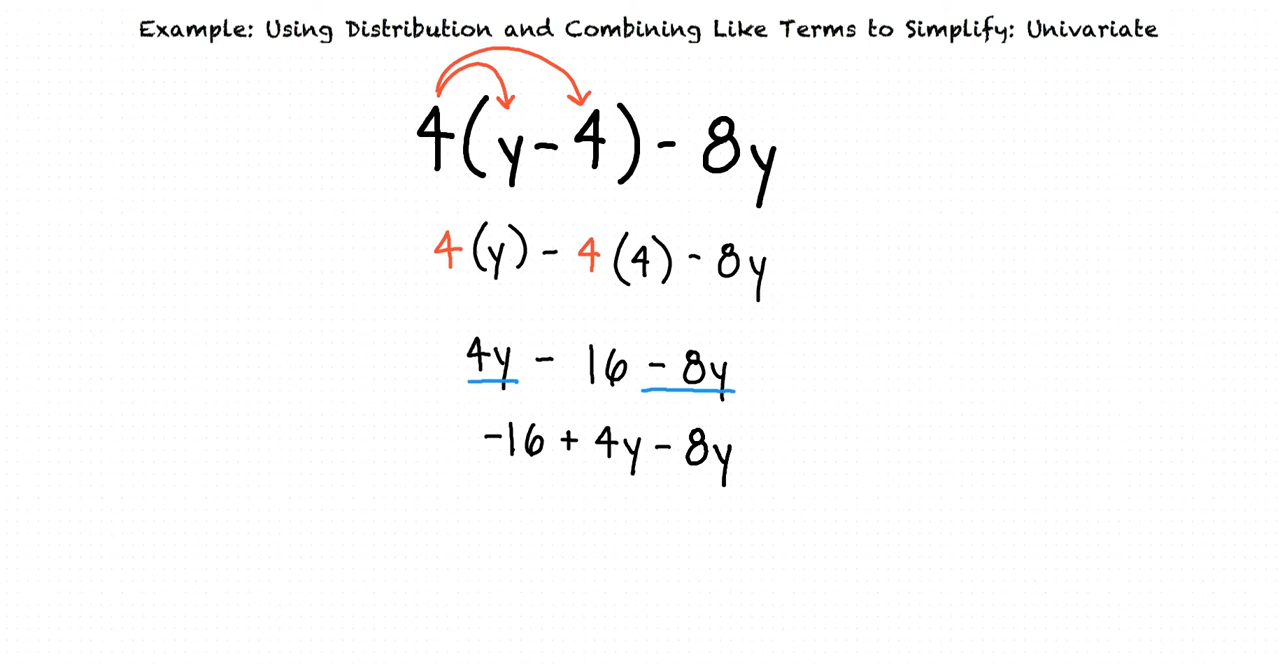 Example: Using Distribution and Combining Like Terms to Simplify: Univariate
4(y-4)-8y
4(y)-4(4)-8y
4y-16-8y
-16+4y-8y